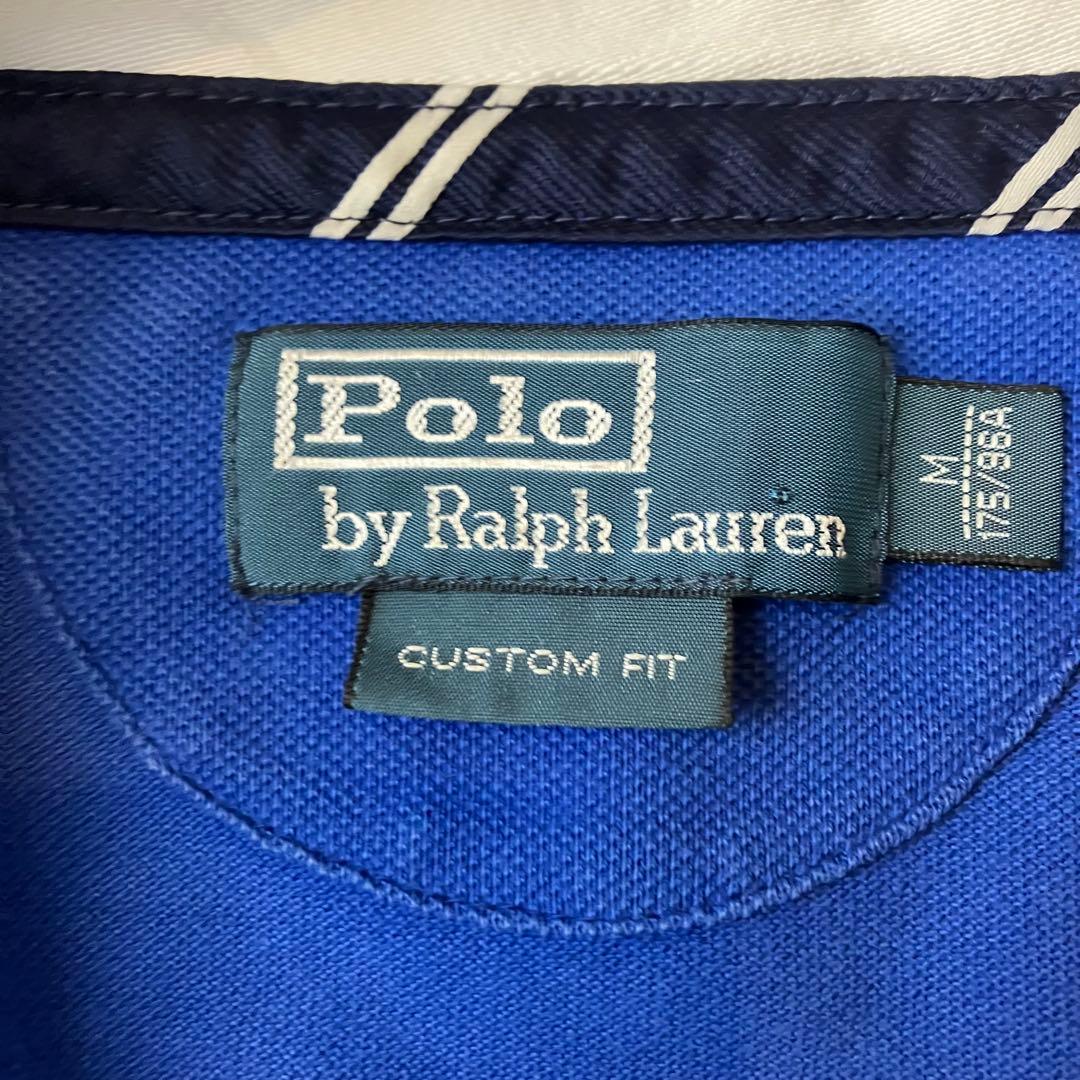 Polo
by Ralph Lauren
CUSTOM FIT
M
175/96A